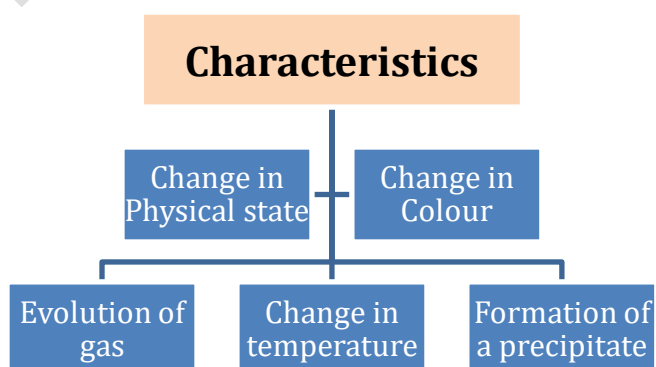 Characteristics
Change in
Physical state
Change in
Colour
Evolution of
gas
Change in
temperature
Formation of
a precipitate